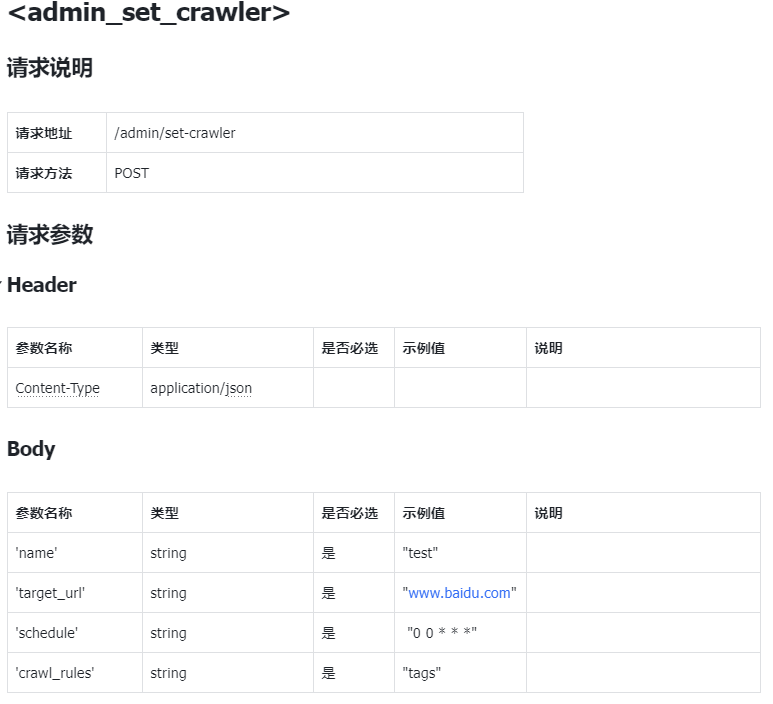 <admin_set_crawler>
请求说明
请求地址 /admin/set-crawler
请求方法 POST
请求参数
Header
参数名称 类型 是否必选 示例值 说明
Content-Type application/json
Body
参数名称 类型 是否必选 示例值 说明
'name' string 是 "test"
'target_url' string 是 "www.baidu.com"
'schedule' string 是 "0 0 * * *"
'crawl_rules' string 是 "tags"